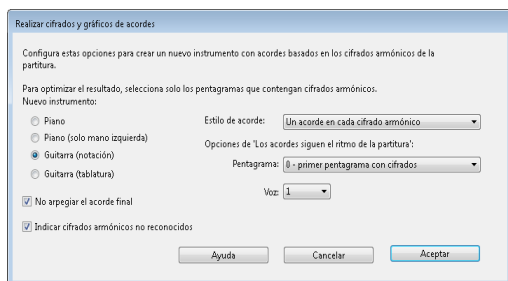 Realizar cifrados y gráficos de acordes
Configura estas opciones para crear un nuevo instrumento con acordes basados en los cifrados armónicos de la
partitura.
Para optimizar el resultado, selecciona solo los pentagramas que contengan cifrados armónicos.
Nuevo instrumento:
Piano
Piano (solo mano izquierda)
Guitarra (notación)
Guitarra (tablatura)
Estilo de acorde: Un acorde en cada cifrado armónico
Opciones de 'Los acordes siguen el ritmo de la partitura':
Pentagrama: 0 - primer pentagrama con cifrados
Voz: 1
No arpegiar el acorde final
Indicar cifrados armónicos no reconocidos
Ayuda
Cancelar
Aceptar